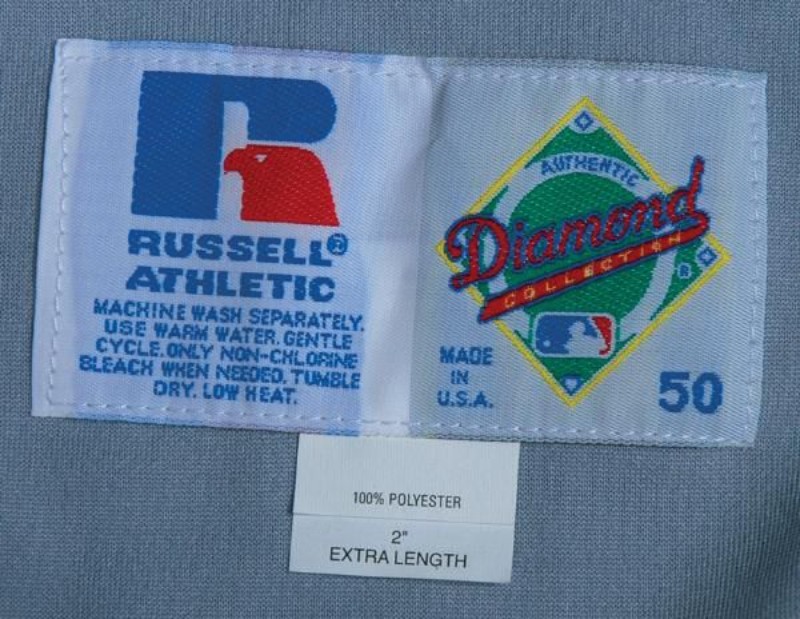 RUSSELL®
ATHLETIC
MACHINE WASH SEPARATELY.
USE WARM WATER. GENTLE
CYCLE. ONLY NON-CHLORINE
BLEACH WHEN NEEDED. TUMBLE
DRY. LOW HEAT.
AUTHENTIC
Diamond
COLLECTION
®
MADE
IN
U.S.A.
50
100% POLYESTER
2"
EXTRA LENGTH